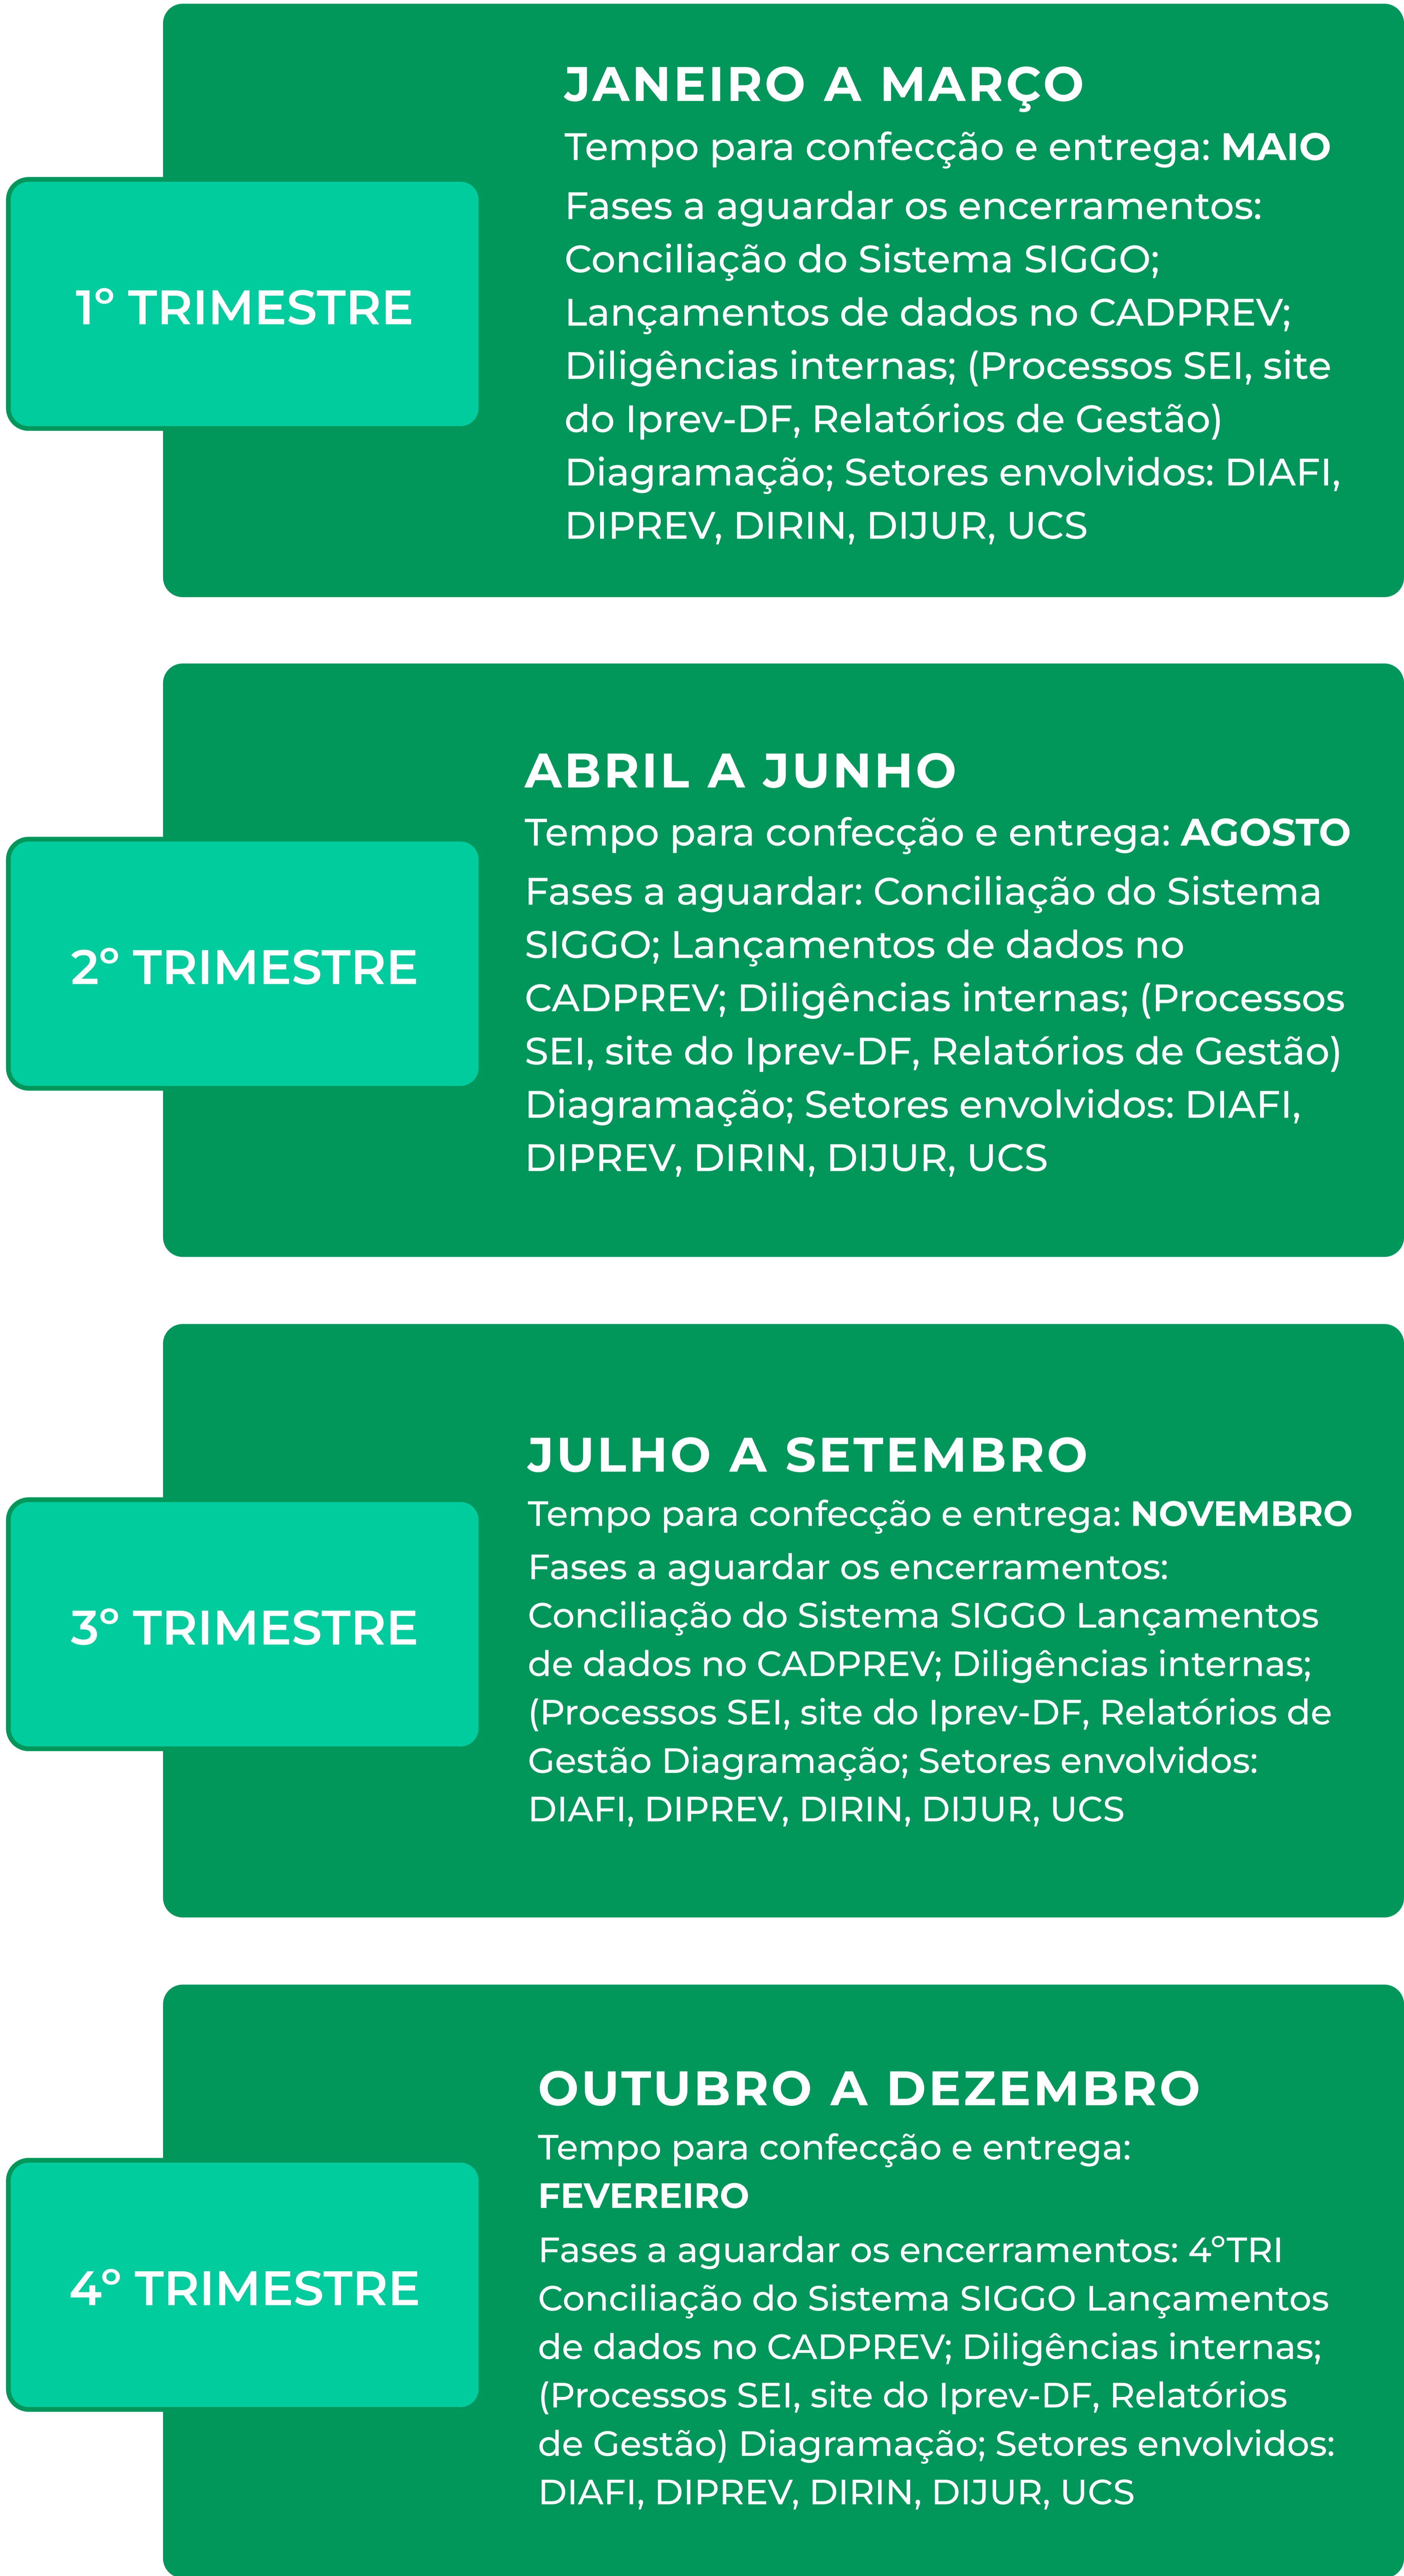 JANEIRO A MARÇO
Tempo para confecção e entrega: MAIO
Fases a aguardar os encerramentos:
Conciliação do Sistema SIGGO;
Lançamentos de dados no CADPREV;
Diligências internas; (Processos SEI, site
do Iprev-DF, Relatórios de Gestão)
Diagramação; Setores envolvidos: DIAFI,
DIPREV, DIRIN, DIJUR, UCS
1º TRIMESTRE
ABRIL A JUNHO
Tempo para confecção e entrega: AGOSTO
Fases a aguardar: Conciliação do Sistema
SIGGO; Lançamentos de dados no
CADPREV; Diligências internas; (Processos
SEI, site do Iprev-DF, Relatórios de Gestão)
Diagramação; Setores envolvidos: DIAFI,
DIPREV, DIRIN, DIJUR, UCS
2º TRIMESTRE
JULHO A SETEMBRO
Tempo para confecção e entrega: NOVEMBRO
Fases a aguardar os encerramentos:
Conciliação do Sistema SIGGO Lançamentos
de dados no CADPREV; Diligências internas;
(Processos SEI, site do Iprev-DF, Relatórios de
Gestão Diagramação; Setores envolvidos:
DIAFI, DIPREV, DIRIN, DIJUR, UCS
3º TRIMESTRE
OUTUBRO A DEZEMBRO
Tempo para confecção e entrega:
FEVEREIRO
Fases a aguardar os encerramentos: 4ºTRI
Conciliação do Sistema SIGGO Lançamentos
de dados no CADPREV; Diligências internas;
(Processos SEI, site do Iprev-DF, Relatórios
de Gestão) Diagramação; Setores envolvidos:
DIAFI, DIPREV, DIRIN, DIJUR, UCS
4º TRIMESTRE